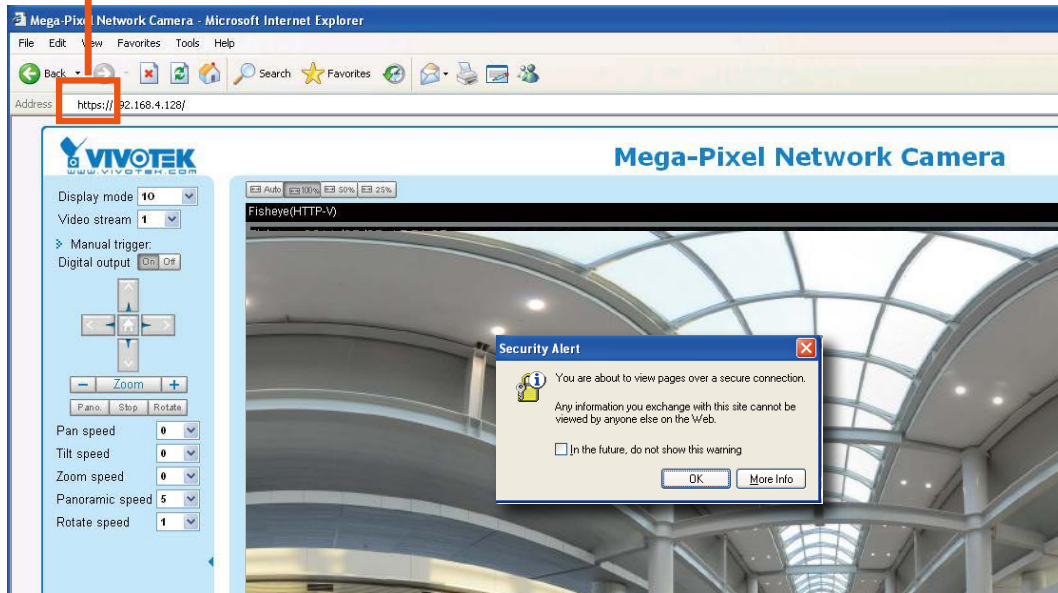 Mega-Pixel Network Camera - Microsoft Internet Explorer
File Edit View Favorites Tools Help
Back Search Favorites
Address https://192.168.4.128/
VIVOTEK
www.vivotek.com
Mega-Pixel Network Camera
Auto 100% 50% 25%
Display mode 10
Fisheye(HTTP-V)
Video stream 1
Manual trigger:
Digital output On Off
Zoom
Pano. Stop Rotate
Pan speed 0
Tilt speed 0
Zoom speed 0
Panoramic speed 5
Rotate speed 1
Security Alert
You are about to view pages over a secure connection.
Any information you exchange with this site cannot be
viewed by anyone else on the Web.
In the future, do not show this warning
OK More Info